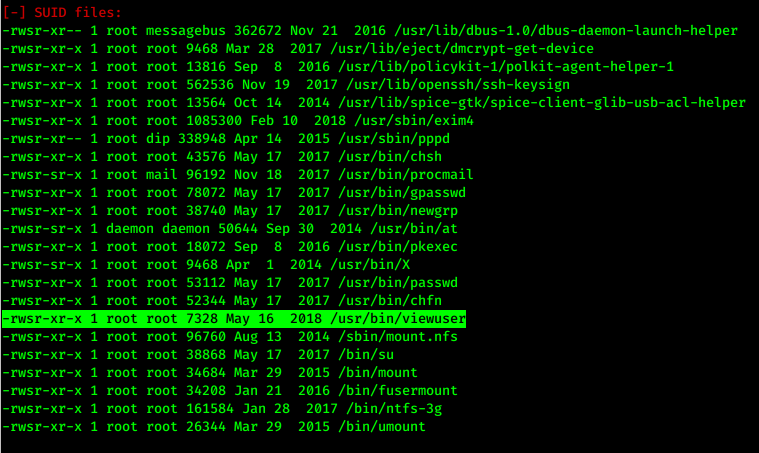 [-] SUID files:
-rwsr-xr-- 1 root messagebus 362672 Nov 21  2016 /usr/lib/dbus-1.0/dbus-daemon-launch-helper
-rwsr-xr-x 1 root root 9468 Mar 28  2017 /usr/lib/eject/dmcrypt-get-device
-rwsr-xr-x 1 root root 13816 Sep  8  2016 /usr/lib/policykit-1/polkit-agent-helper-1
-rwsr-xr-x 1 root root 562536 Nov 19  2017 /usr/lib/openssh/ssh-keysign
-rwsr-xr-x 1 root root 13564 Oct 14  2014 /usr/lib/spice-gtk/spice-client-glib-usb-acl-helper
-rwsr-xr-x 1 root root 1085300 Feb 10  2018 /usr/sbin/exim4
-rwsr-xr-- 1 root dip 338948 Apr 14  2015 /usr/sbin/pppd
-rwsr-xr-x 1 root root 43576 May 17  2017 /usr/bin/chsh
-rwsr-sr-x 1 root mail 96192 Nov 18  2017 /usr/bin/procmail
-rwsr-xr-x 1 root root 78072 May 17  2017 /usr/bin/gpasswd
-rwsr-xr-x 1 root root 38740 May 17  2017 /usr/bin/newgrp
-rwsr-sr-x 1 daemon daemon 50644 Sep 30  2014 /usr/bin/at
-rwsr-xr-x 1 root root 18072 Sep  8  2016 /usr/bin/pkexec
-rwsr-sr-x 1 root root 9468 Apr  1  2014 /usr/bin/X
-rwsr-xr-x 1 root root 53112 May 17  2017 /usr/bin/passwd
-rwsr-xr-x 1 root root 52344 May 17  2017 /usr/bin/chfn
-rwsr-xr-x 1 root root 7328 May 16  2018 /usr/bin/viewuser
-rwsr-xr-x 1 root root 96760 Aug 13  2014 /sbin/mount.nfs
-rwsr-xr-x 1 root root 38868 May 17  2017 /bin/su
-rwsr-xr-x 1 root root 34684 Mar 29  2015 /bin/mount
-rwsr-xr-x 1 root root 34208 Jan 21  2016 /bin/fusermount
-rwsr-xr-x 1 root root 161584 Jan 28  2017 /bin/ntfs-3g
-rwsr-xr-x 1 root root 26344 Mar 29  2015 /bin/umount